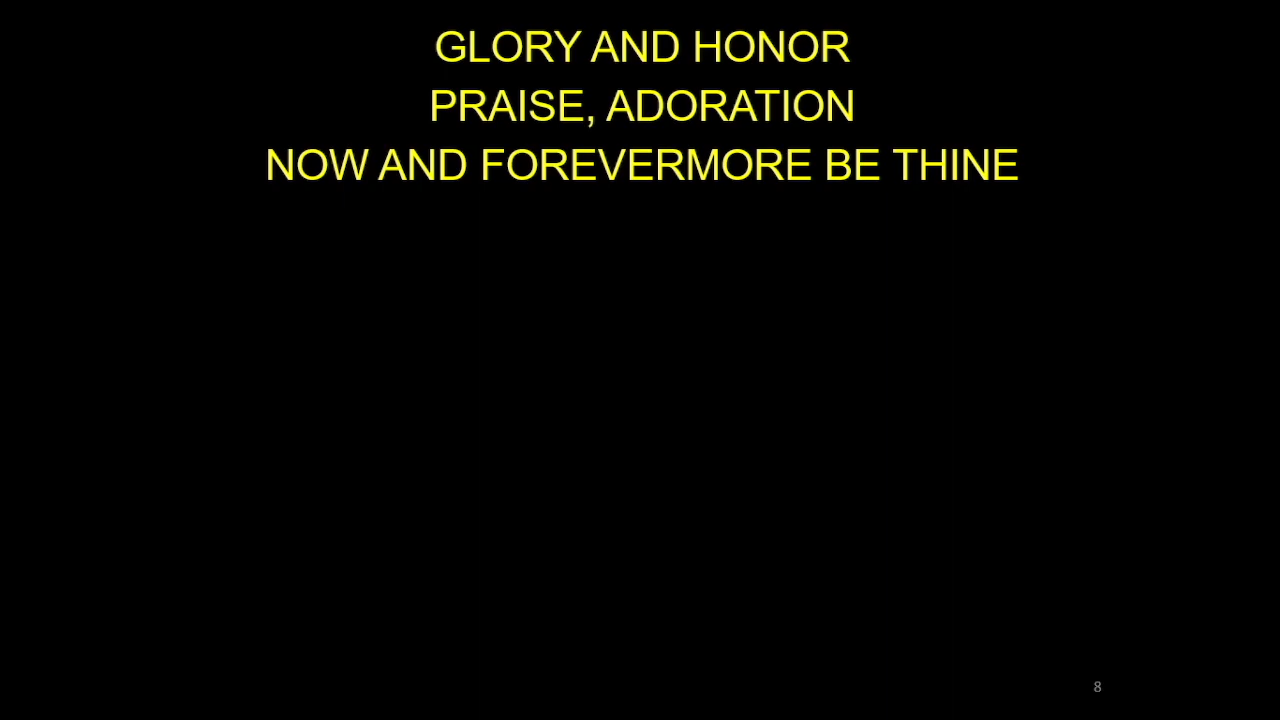 GLORY AND HONOR
PRAISE, ADORATION
NOW AND FOREVERMORE BE THINE
8